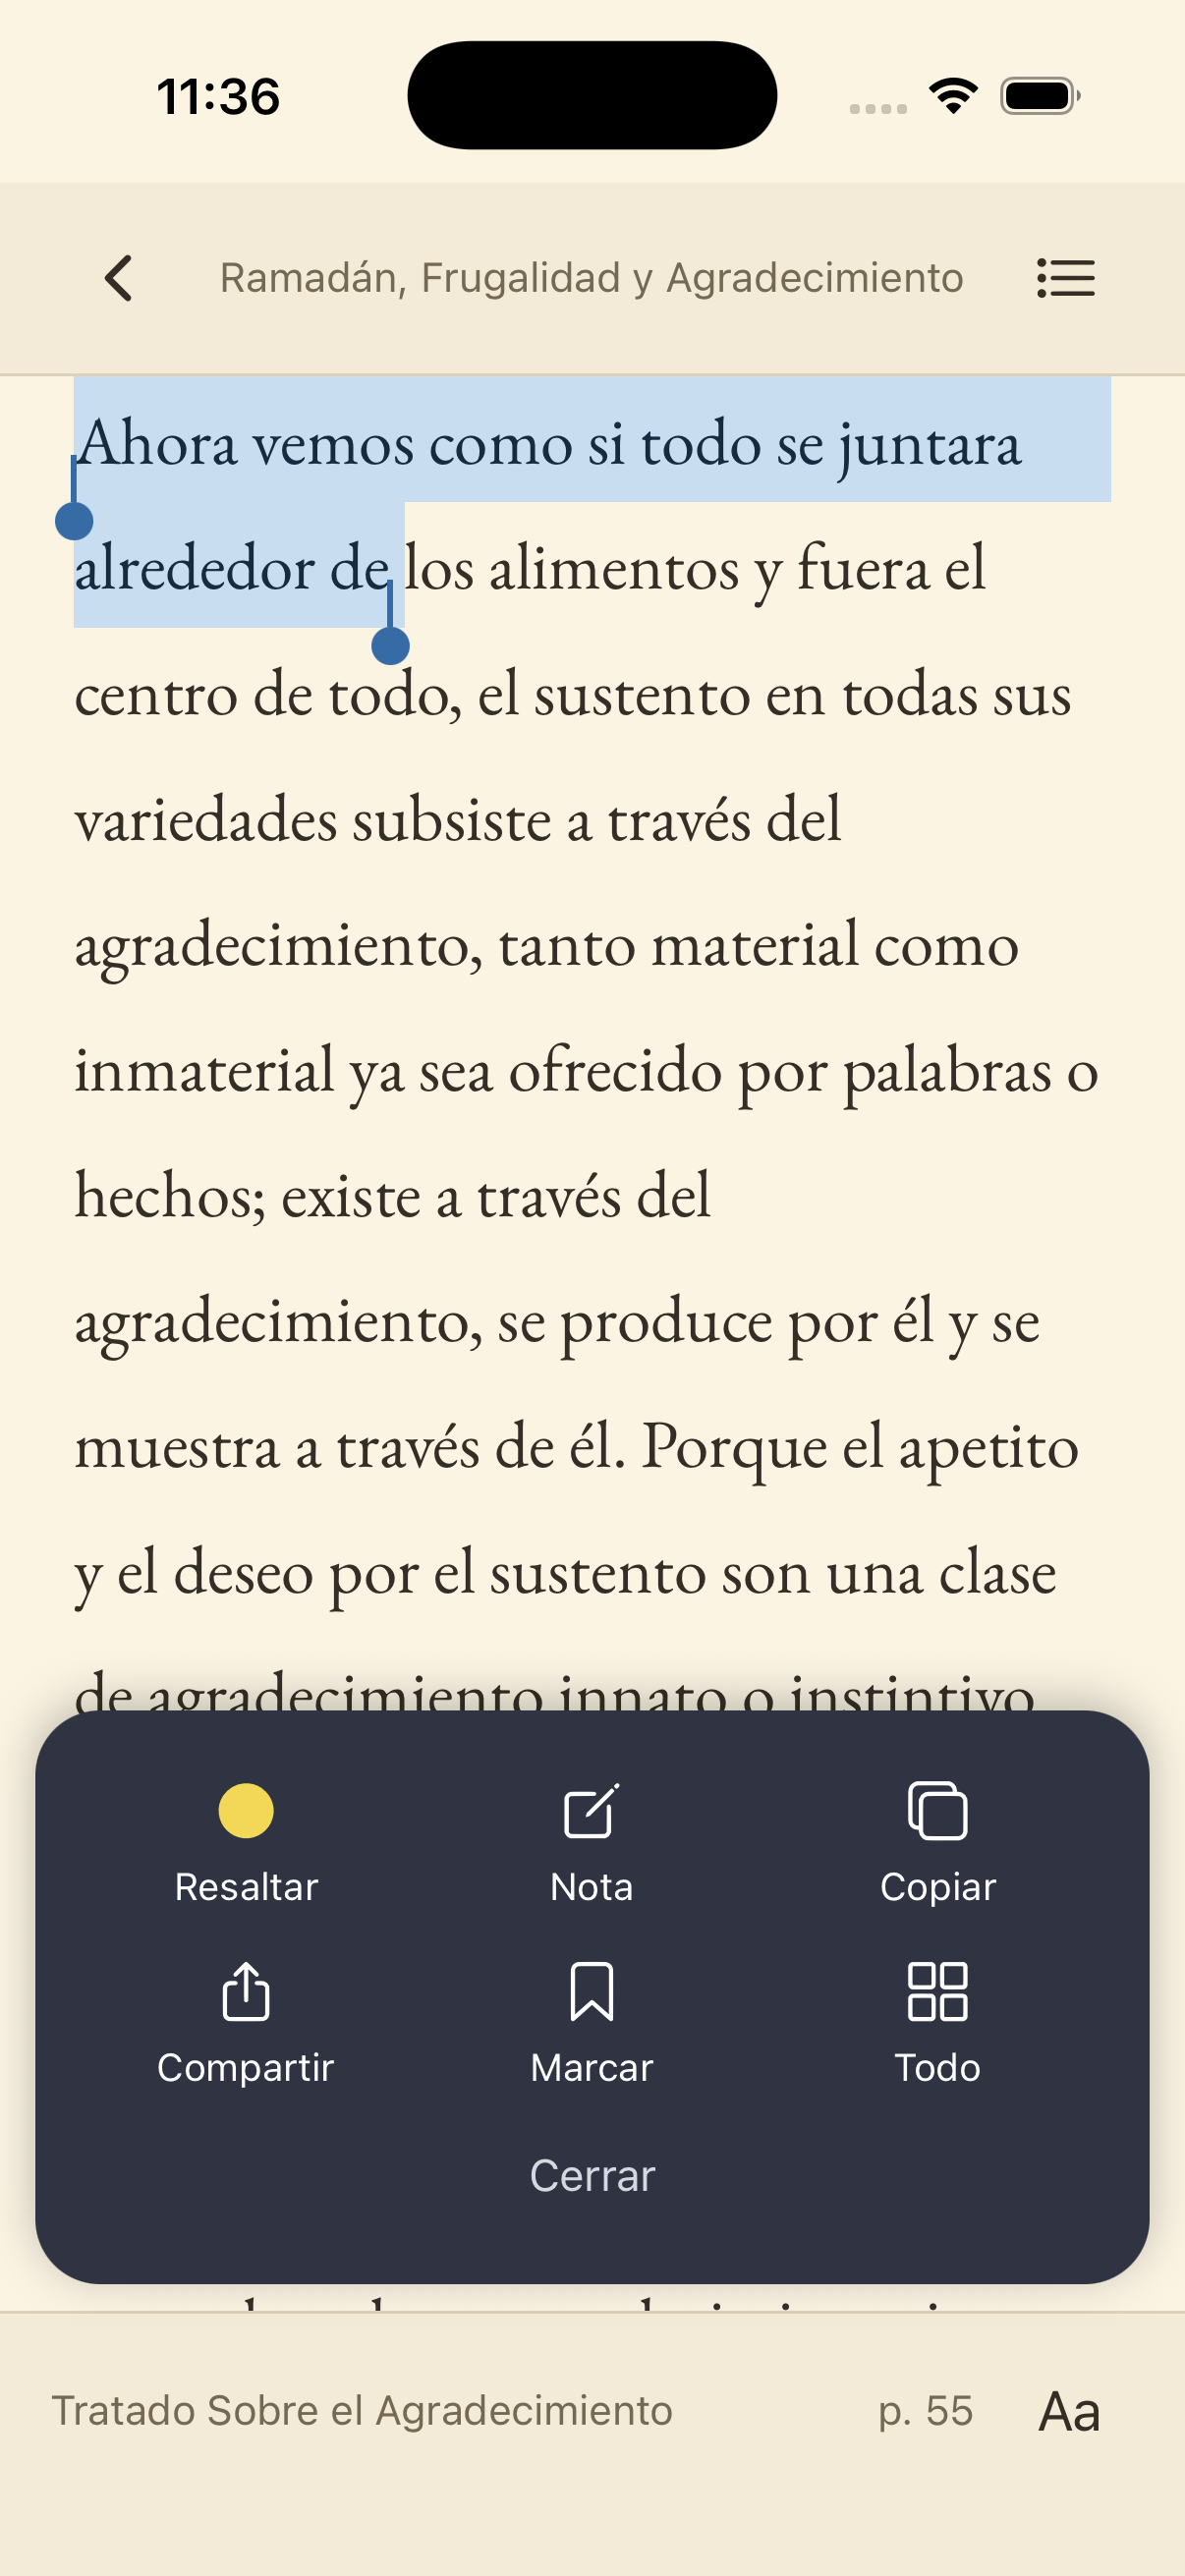 11:36
Ramadán, Frugalidad y Agradecimiento
Ahora vemos como si todo se juntara
alrededor de los alimentos y fuera el
centro de todo, el sustento en todas sus
variedades subsiste a través del
agradecimiento, tanto material como
inmaterial ya sea ofrecido por palabras o
hechos; existe a través del
agradecimiento, se produce por él y se
muestra a través de él. Porque el apetito
y el deseo por el sustento son una clase
de agradecimiento innato o instintivo
Resaltar
Nota
Copiar
Compartir
Marcar
Todo
Cerrar
Tratado Sobre el Agradecimiento
p. 55
Aa